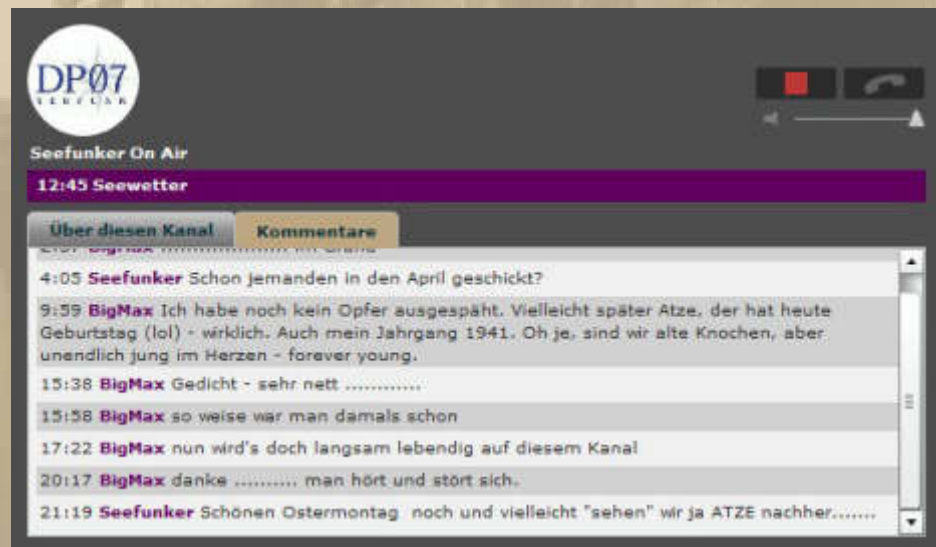 DP07
SEEFUNK
Seefunker On Air
12:45 Seewetter
Über diesen Kanal
Kommentare
4:05 Seefunker Schon jemanden in den April geschickt?
9:59 BigMax Ich habe noch kein Opfer ausgespäht. Vielleicht später Atze, der hat heute
Geburtstag (lol) - wirklich. Auch mein Jahrgang 1941. Oh je, sind wir alte Knochen, aber
unendlich jung im Herzen - forever young.
15:38 BigMax Gedicht - sehr nett ............
15:58 BigMax so weise war man damals schon
17:22 BigMax nun wird's doch langsam lebendig auf diesem Kanal
20:17 BigMax danke .......... man hört und stört sich.
21:19 Seefunker Schönen Ostermontag  noch und vielleicht "sehen" wir ja ATZE nachher.......